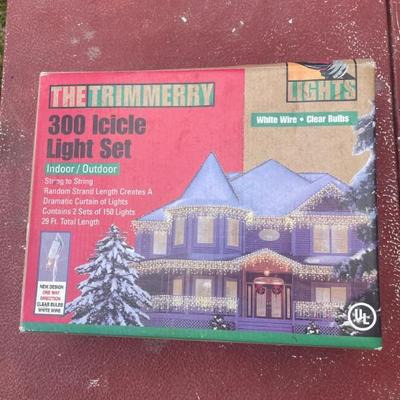 THE TRIMMERRY
LIGHTS
300 Icicle
Light Set
White Wire • Clear Bulbs
Indoor / Outdoor
String to String
Random Strand Length Creates A
Dramatic Curtain of Lights
Contains 2 Sets of 150 Lights
29 Ft. Total Length
NEW DESIGN
ONE WAY
DIRECTION
CLEAR BULBS
WHITE WIRE
UL